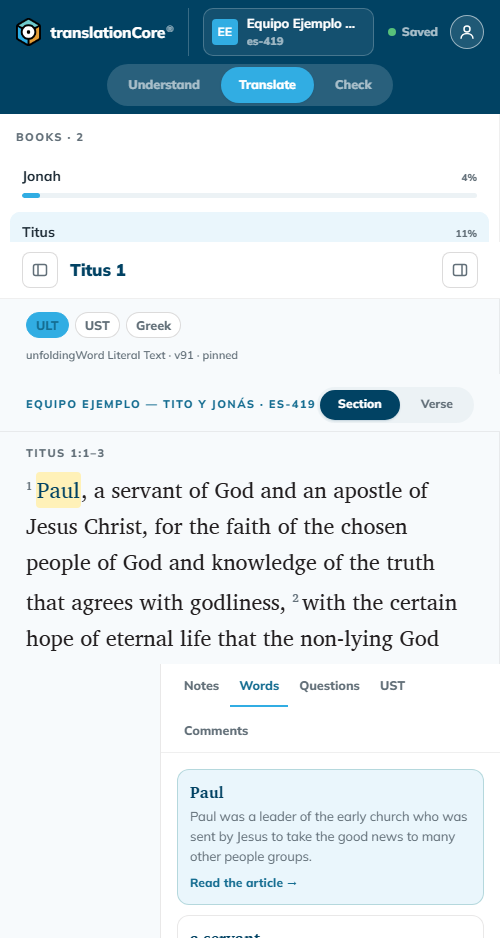 translationCore®
EE
Equipo Ejemplo ...
es-419
Saved
Understand
Translate
Check
BOOKS · 2
Jonah
4%
Titus
11%
Titus 1
ULT
UST
Greek
unfoldingWord Literal Text · v91 · pinned
EQUIPO EJEMPLO — TITO Y JONÁS · ES-419
Section
Verse
TITUS 1:1–3
1 Paul, a servant of God and an apostle of
Jesus Christ, for the faith of the chosen
people of God and knowledge of the truth
that agrees with godliness, 2 with the certain
hope of eternal life that the non-lying God
Notes
Words
Questions
UST
Comments
Paul
Paul was a leader of the early church who was
sent by Jesus to take the good news to many
other people groups.
Read the article →
a servant